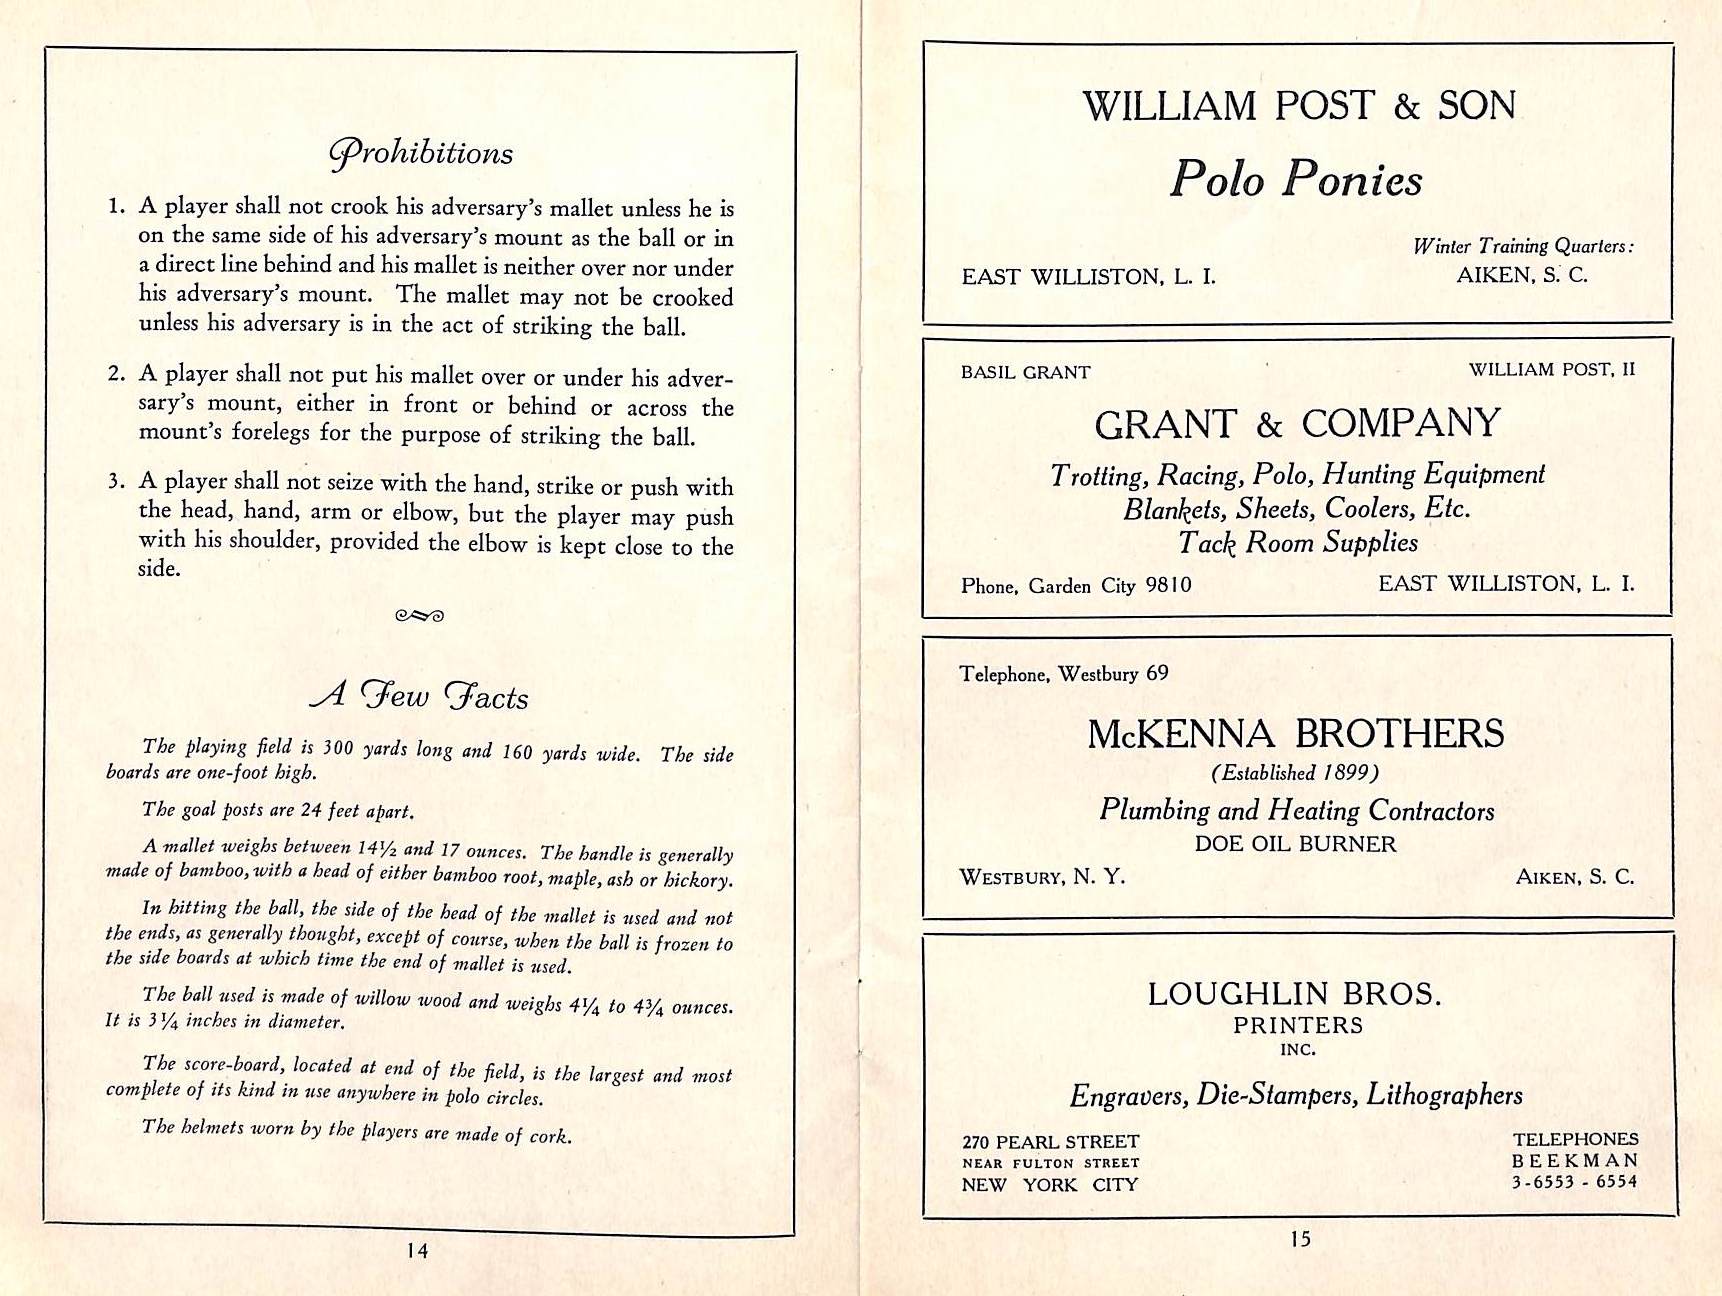 Prohibitions
1. A player shall not crook his adversary's mallet unless he is
on the same side of his adversary's mount as the ball or in
a direct line behind and his mallet is neither over nor under
his adversary's mount. The mallet may not be crooked
unless his adversary is in the act of striking the ball.
2. A player shall not put his mallet over or under his adver-
sary's mount, either in front or behind or across the
mount's forelegs for the purpose of striking the ball.
3. A player shall not seize with the hand, strike or push with
the head, hand, arm or elbow, but the player may push
with his shoulder, provided the elbow is kept close to the
side.
A Few Facts
The playing field is 300 yards long and 160 yards wide. The side
boards are one-foot high.
The goal posts are 24 feet apart.
A mallet weighs between 14½ and 17 ounces. The handle is generally
made of bamboo, with a head of either bamboo root, maple, ash or hickory.
In hitting the ball, the side of the head of the mallet is used and not
the ends, as generally thought, except of course, when the ball is frozen to
the side boards at which time the end of mallet is used.
The ball used is made of willow wood and weighs 4¼ to 4¾ ounces.
It is 3¼ inches in diameter.
The score-board, located at end of the field, is the largest and most
complete of its kind in use anywhere in polo circles.
The helmets worn by the players are made of cork.
14
WILLIAM POST & SON
Polo Ponies
Winter Training Quarters:
EAST WILLISTON, L. I. AIKEN, S. C.
BASIL GRANT WILLIAM POST, II
GRANT & COMPANY
Trotting, Racing, Polo, Hunting Equipment
Blankets, Sheets, Coolers, Etc.
Tack Room Supplies
Phone, Garden City 9810 EAST WILLISTON, L. I.
Telephone, Westbury 69
McKENNA BROTHERS
(Established 1899)
Plumbing and Heating Contractors
DOE OIL BURNER
WESTBURY, N. Y. AIKEN, S. C.
LOUGHLIN BROS.
PRINTERS
INC.
Engravers, Die-Stampers, Lithographers
270 PEARL STREET TELEPHONES
NEAR FULTON STREET BEEKMAN
NEW YORK CITY 3-6553 - 6554
15